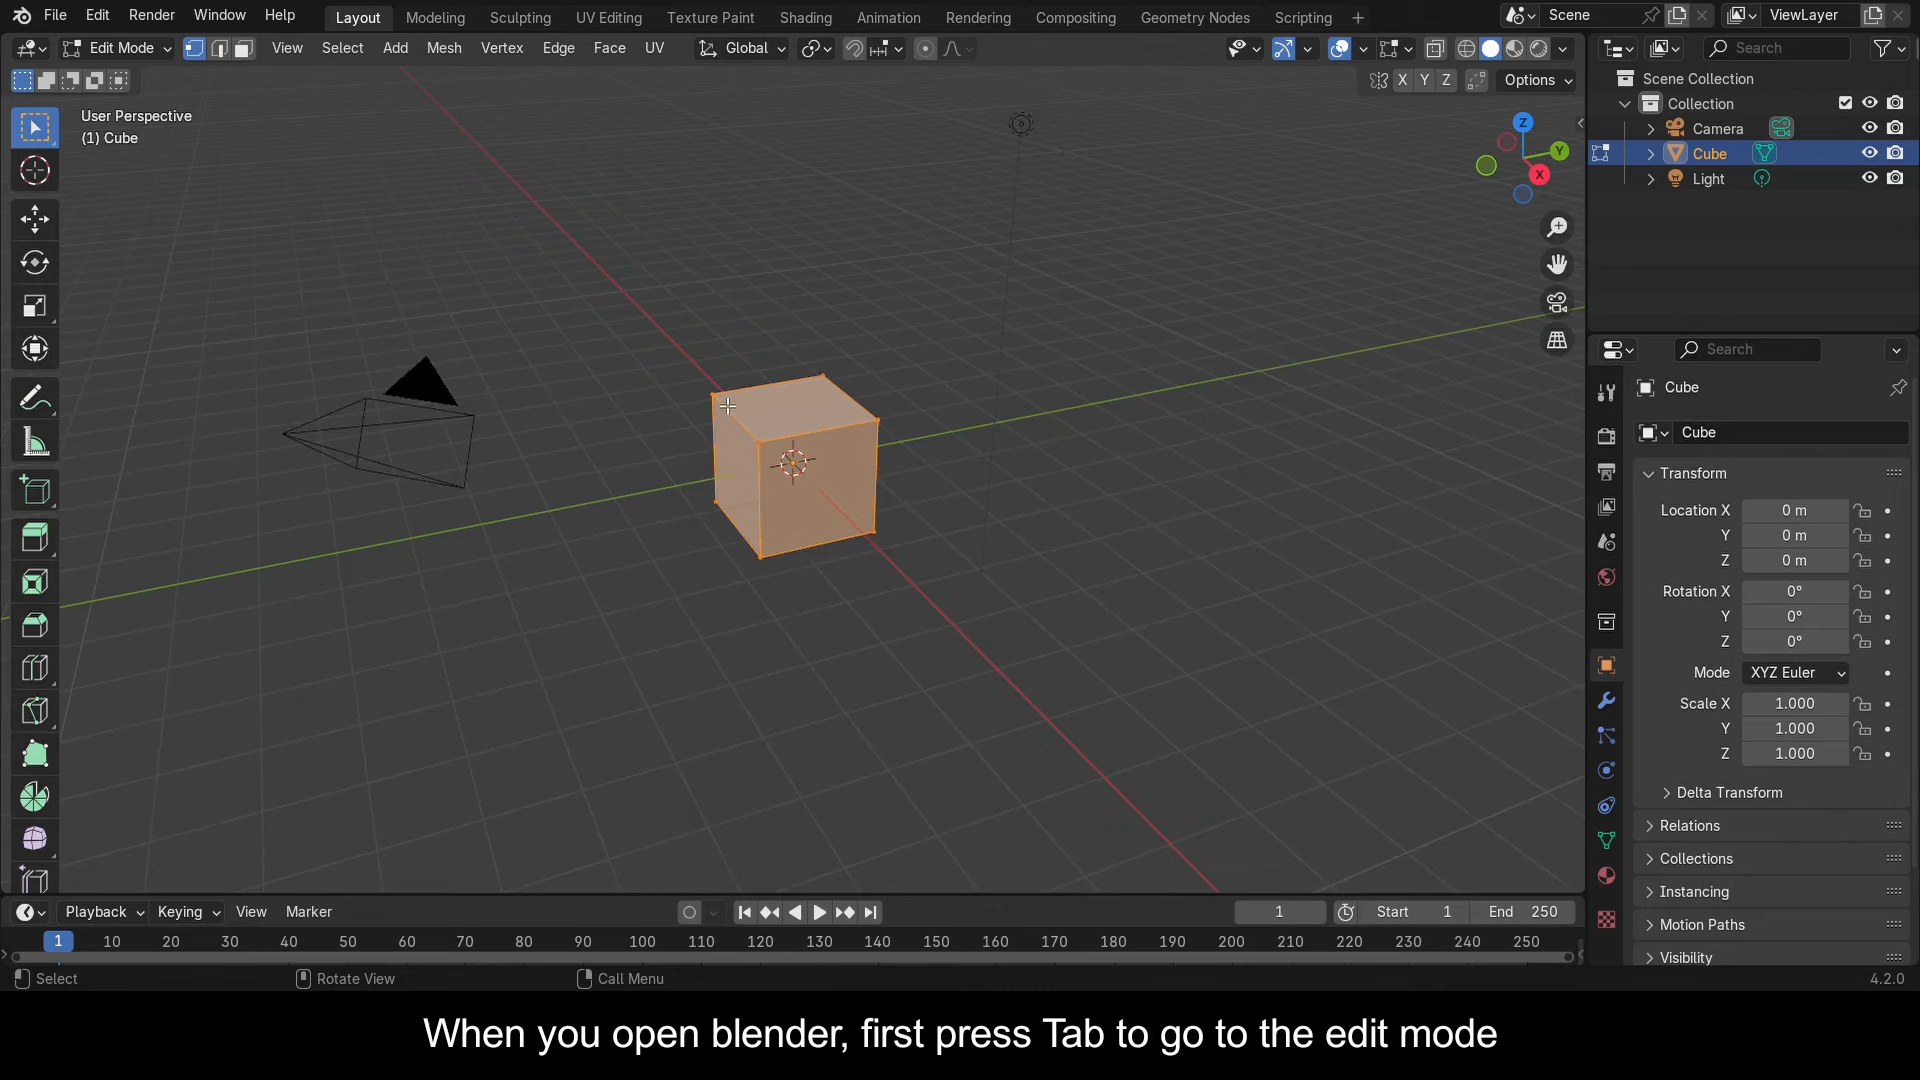 File Edit Render Window Help Layout Modeling Sculpting UV Editing Texture Paint Shading Animation Rendering Compositing Geometry Nodes Scripting + Scene ViewLayer
Edit Mode View Select Add Mesh Vertex Edge Face UV Global Search
X Y Z Options
User Perspective
(1) Cube
Z
Y
X
Scene Collection
Collection
Camera
Cube
Light
Search
Cube
Cube
Transform
Location X 0 m
Y 0 m
Z 0 m
Rotation X 0°
Y 0°
Z 0°
Mode XYZ Euler
Scale X 1.000
Y 1.000
Z 1.000
Delta Transform
Relations
Collections
Instancing
Motion Paths
Visibility
Playback Keying View Marker 1 Start 1 End 250
1 10 20 30 40 50 60 70 80 90 100 110 120 130 140 150 160 170 180 190 200 210 220 230 240 250
Select Rotate View Call Menu 4.2.0
When you open blender, first press Tab to go to the edit mode